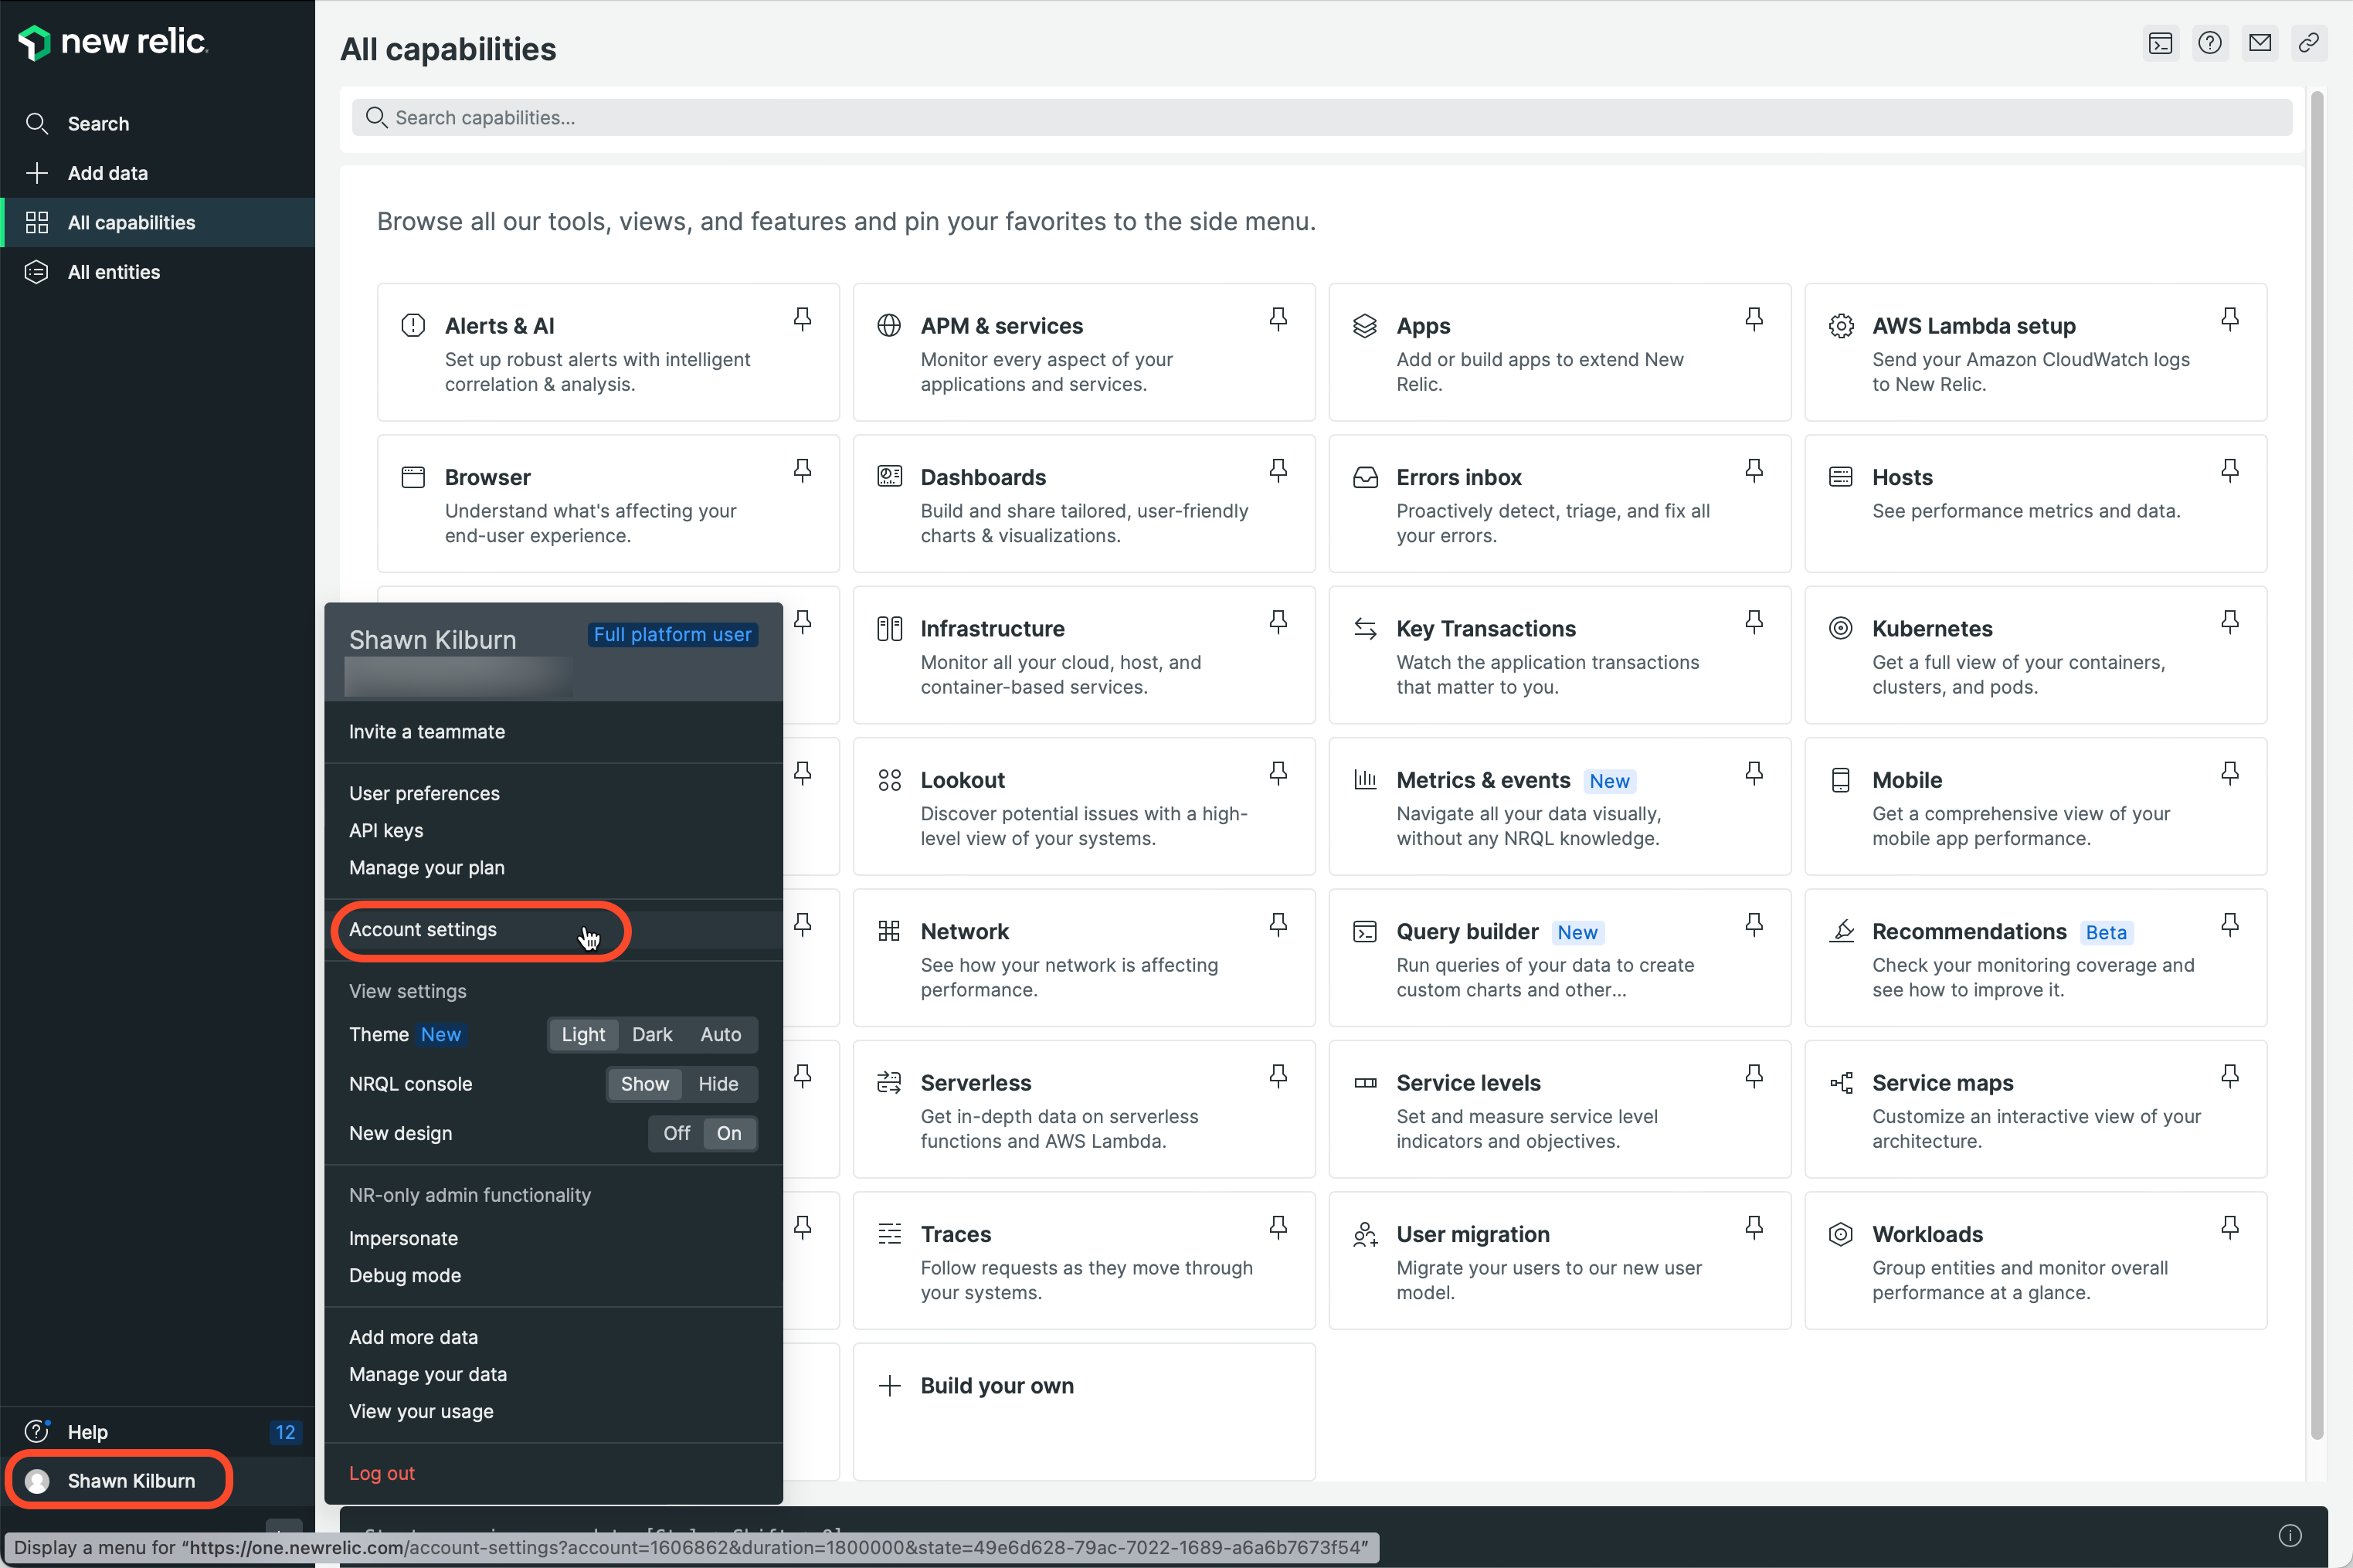 new relic.
Search
Add data
All capabilities
All entities
Help
12
Shawn Kilburn
All capabilities
Search capabilities...
Browse all our tools, views, and features and pin your favorites to the side menu.
Alerts & AI
Set up robust alerts with intelligent
correlation & analysis.
APM & services
Monitor every aspect of your
applications and services.
Apps
Add or build apps to extend New
Relic.
AWS Lambda setup
Send your Amazon CloudWatch logs
to New Relic.
Browser
Understand what's affecting your
end-user experience.
Dashboards
Build and share tailored, user-friendly
charts & visualizations.
Errors inbox
Proactively detect, triage, and fix all
your errors.
Hosts
See performance metrics and data.
Infrastructure
Monitor all your cloud, host, and
container-based services.
Key Transactions
Watch the application transactions
that matter to you.
Kubernetes
Get a full view of your containers,
clusters, and pods.
Lookout
Discover potential issues with a high-
level view of your systems.
Metrics & events New
Navigate all your data visually,
without any NRQL knowledge.
Mobile
Get a comprehensive view of your
mobile app performance.
Network
See how your network is affecting
performance.
Query builder New
Run queries of your data to create
custom charts and other...
Recommendations Beta
Check your monitoring coverage and
see how to improve it.
Serverless
Get in-depth data on serverless
functions and AWS Lambda.
Service levels
Set and measure service level
indicators and objectives.
Service maps
Customize an interactive view of your
architecture.
Traces
Follow requests as they move through
your systems.
User migration
Migrate your users to our new user
model.
Workloads
Group entities and monitor overall
performance at a glance.
Build your own
Shawn Kilburn
Full platform user
Invite a teammate
User preferences
API keys
Manage your plan
Account settings
View settings
Theme New Light Dark Auto
NRQL console Show Hide
New design Off On
NR-only admin functionality
Impersonate
Debug mode
Add more data
Manage your data
View your usage
Log out
Display a menu for “https://one.newrelic.com/account-settings?account=1606862&duration=1800000&state=49e6d628-79ac-7022-1689-a6a6b7673f54”